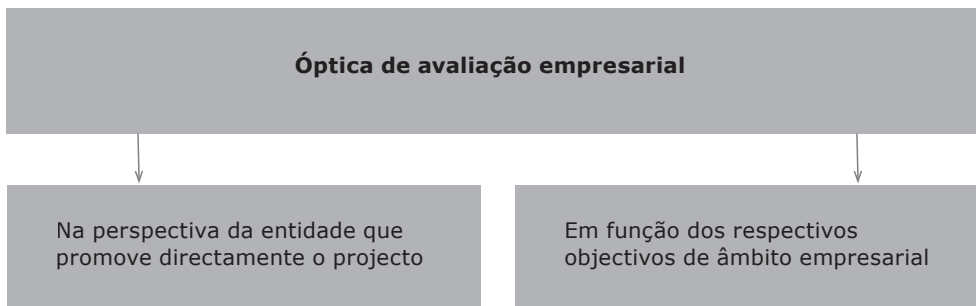 Óptica de avaliação empresarial
Na perspectiva da entidade que
promove directamente o projecto
Em função dos respectivos
objectivos de âmbito empresarial